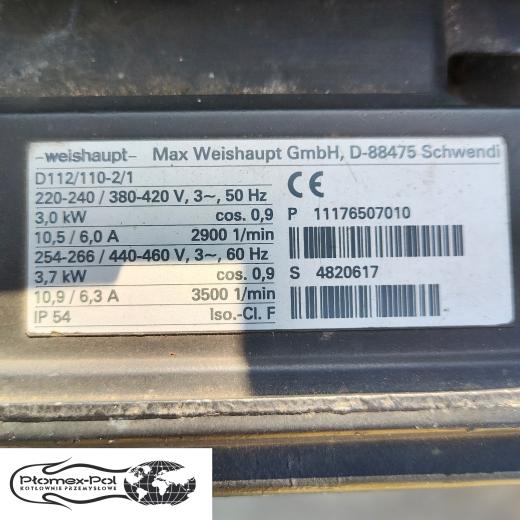 -weishaupt- Max Weishaupt GmbH, D-88475 Schwendi
D112/110-2/1
220-240 / 380-420 V, 3~, 50 Hz
3,0 kW cos. 0,9
10,5 / 6,0 A 2900 1/min
254-266 / 440-460 V, 3~, 60 Hz
3,7 kW cos. 0,9
10,9 / 6,3 A 3500 1/min
IP 54 Iso.-Cl. F
CE
P 11176507010
S 4820617
Płomex-Pol
KOTŁOWNIE PRZEMYSŁOWE